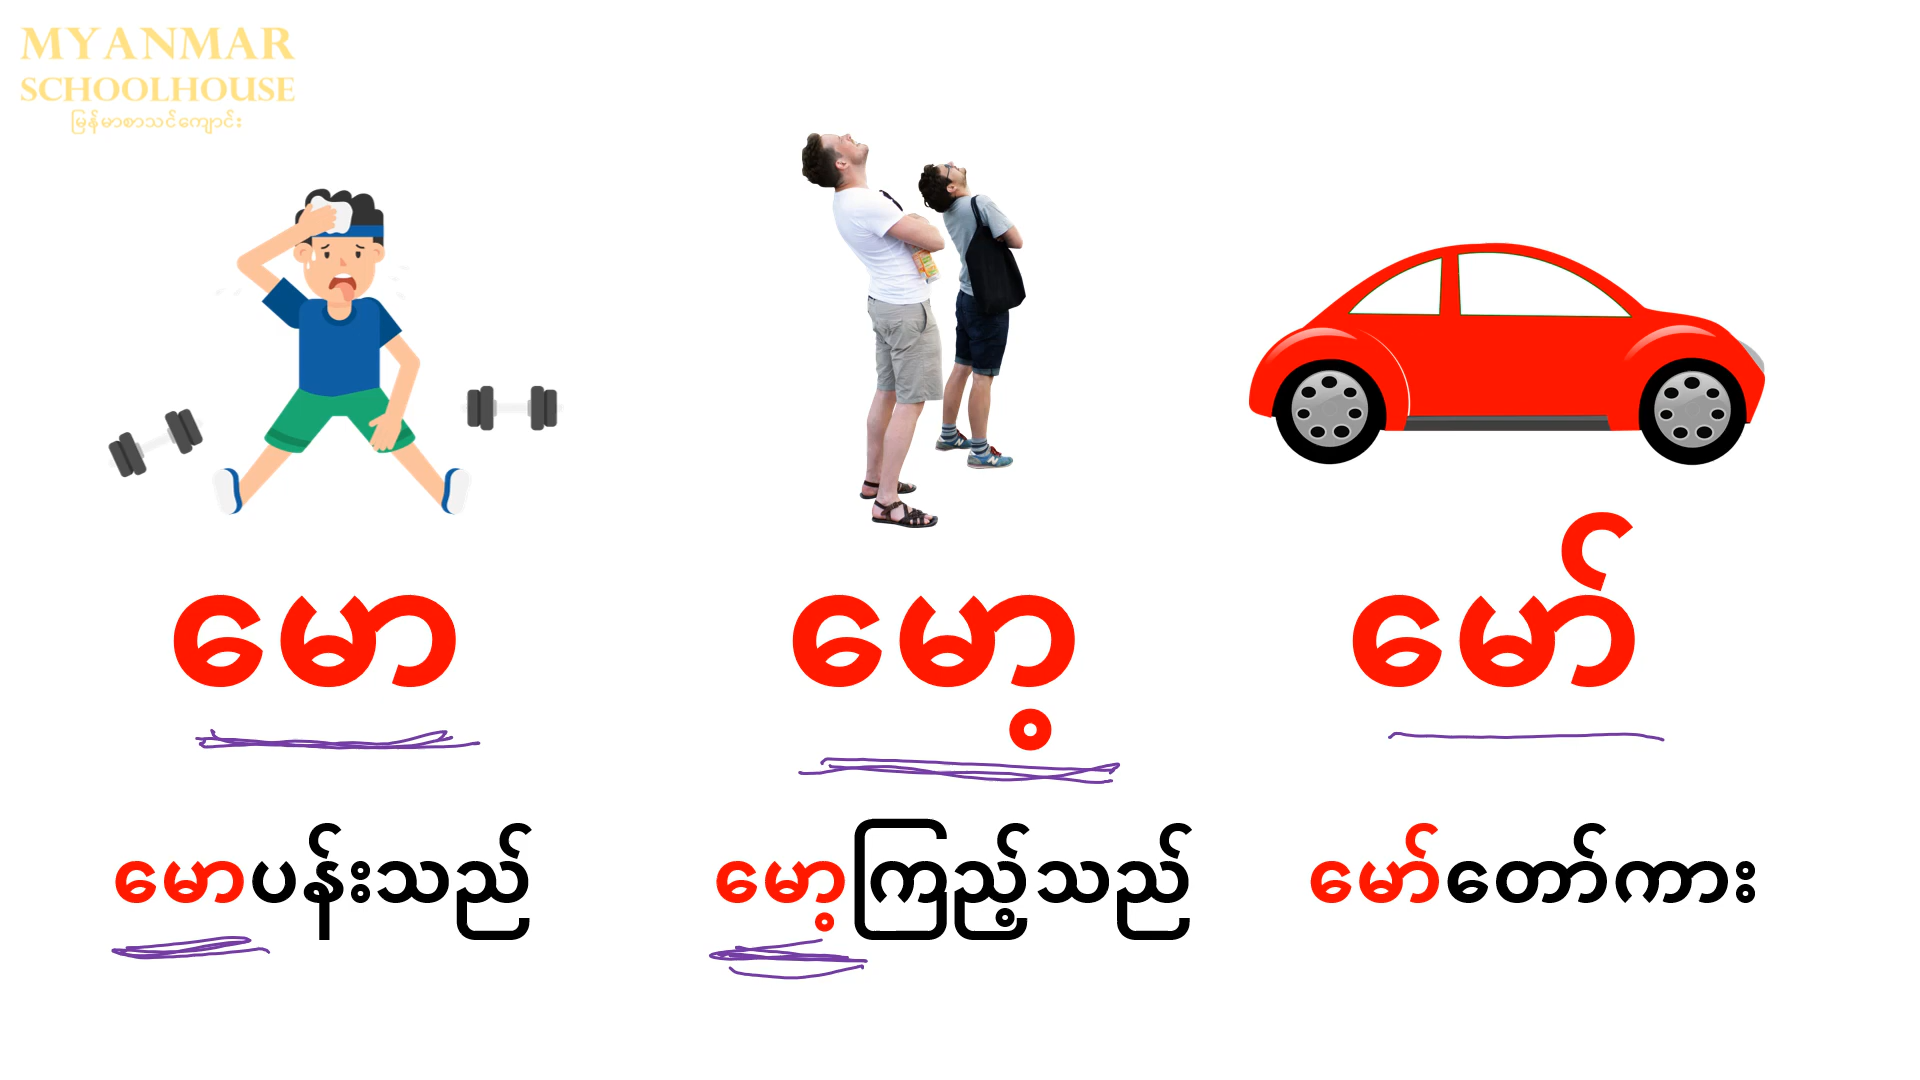 MYANMAR
SCHOOLHOUSE
မြန်မာစာသင်ကျောင်း
မော မော့ မော်
မောပန်းသည် မော့ကြည့်သည် မော်တော်ကား